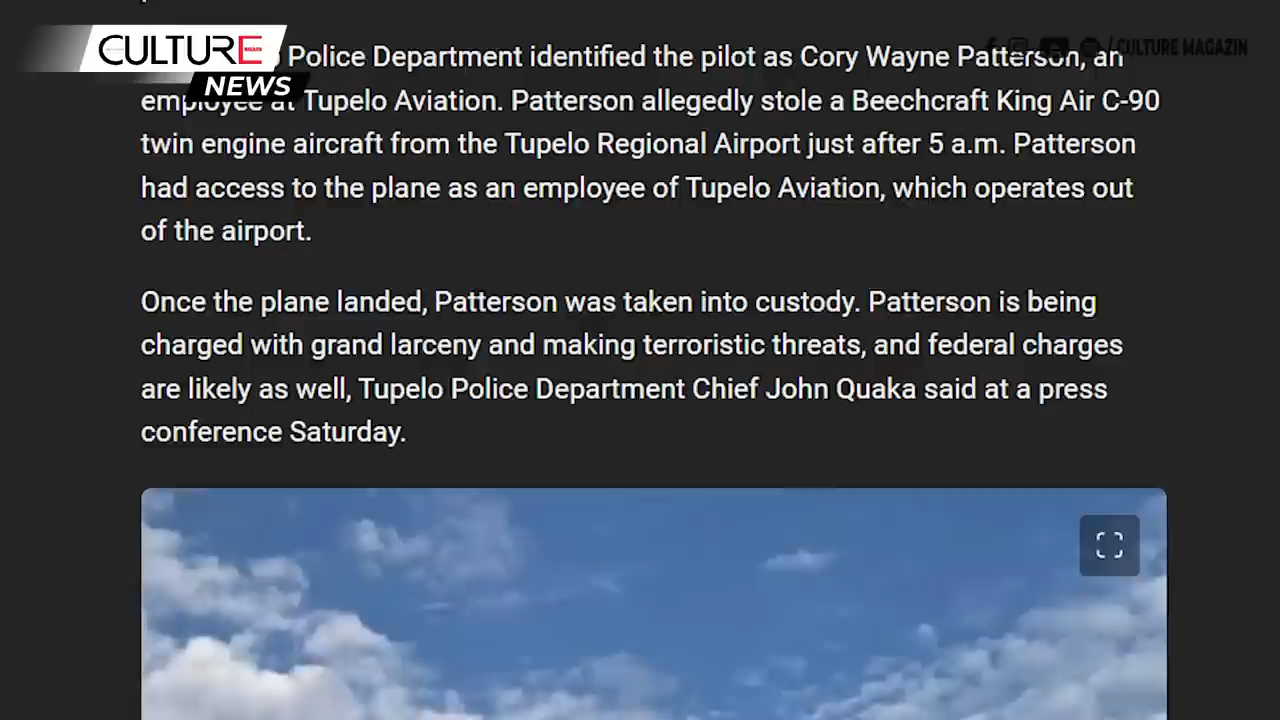 CULTURE
NEWS
/ CULTURE MAGAZIN
Police Department identified the pilot as Cory Wayne Patterson, an
employee at Tupelo Aviation. Patterson allegedly stole a Beechcraft King Air C-90
twin engine aircraft from the Tupelo Regional Airport just after 5 a.m. Patterson
had access to the plane as an employee of Tupelo Aviation, which operates out
of the airport.
Once the plane landed, Patterson was taken into custody. Patterson is being
charged with grand larceny and making terroristic threats, and federal charges
are likely as well, Tupelo Police Department Chief John Quaka said at a press
conference Saturday.